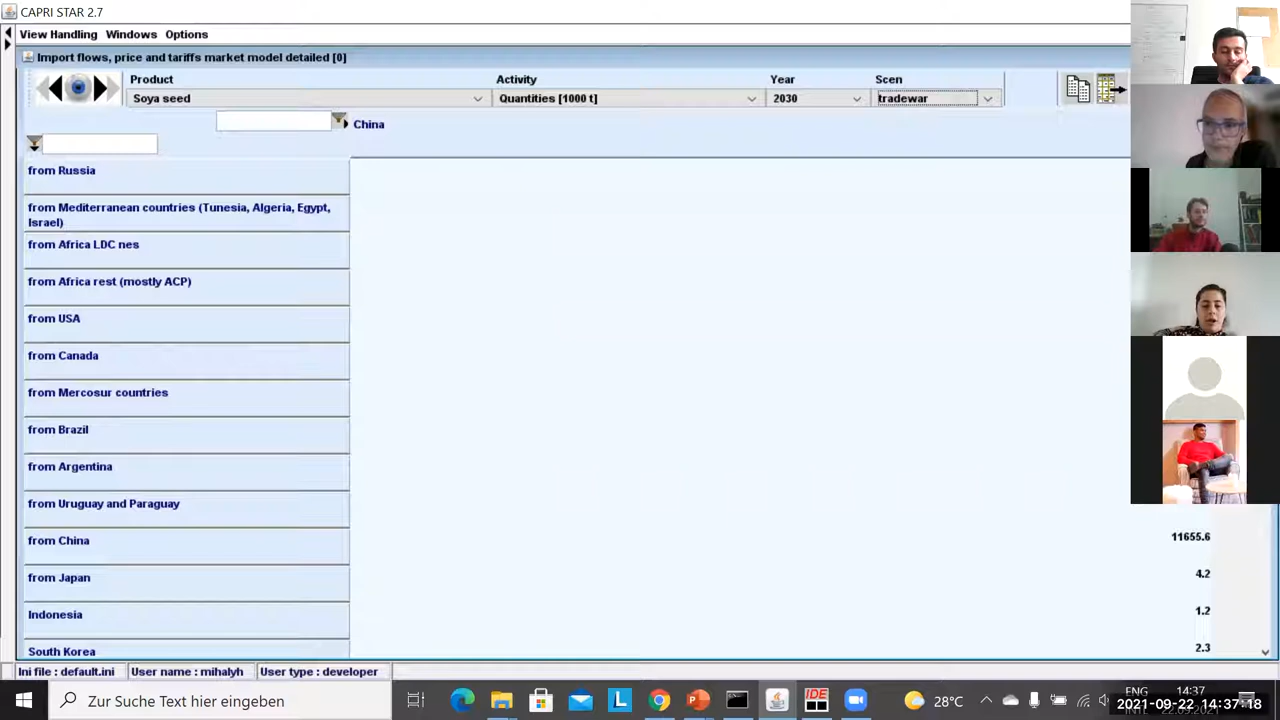 CAPRI STAR 2.7
View Handling Windows Options
Import flows, price and tariffs market model detailed [0]
Product Activity Year Scen
Soya seed Quantities [1000 t] 2030 tradewar
China
from Russia
from Mediterranean countries (Tunesia, Algeria, Egypt,
Israel)
from Africa LDC nes
from Africa rest (mostly ACP)
from USA
from Canada
from Mercosur countries
from Brazil
from Argentina
from Uruguay and Paraguay
from China 11655.6
from Japan 4.2
Indonesia 1.2
South Korea 2.3
Ini file : default.ini User name : mihalyh User type : developer
Zur Suche Text hier eingeben
L
IDE
28°C
ENG
14:37
2021-09-22 14:37:18